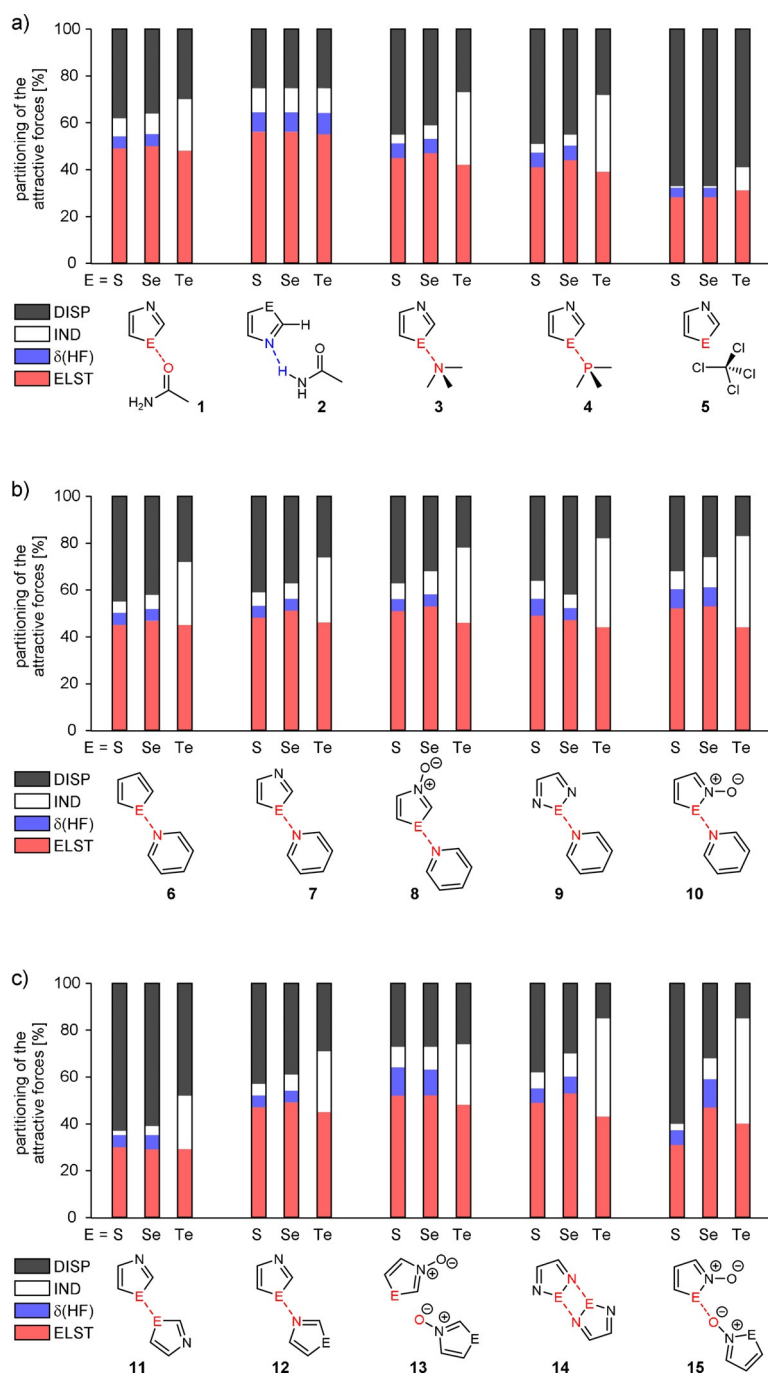 a)
partitioning of the
attractive forces [%]
100
80
60
40
20
0
E = S Se Te S Se Te S Se Te S Se Te S Se Te
DISP
IND
δ(HF)
ELST
N
E
O
H₂N
1
E
H
N
H
N
H
O
2
N
E
N
3
N
E
P
4
N
E
Cl
Cl
Cl
Cl
5
b)
partitioning of the
attractive forces [%]
100
80
60
40
20
0
E = S Se Te S Se Te S Se Te S Se Te S Se Te
DISP
IND
δ(HF)
ELST
E
N
6
N
E
N
7
O⊖
⊕
N
E
N
8
N N
E
N
9
⊕ ⊖
N–O
E
N
10
c)
partitioning of the
attractive forces [%]
100
80
60
40
20
0
E = S Se Te S Se Te S Se Te S Se Te S Se Te
DISP
IND
δ(HF)
ELST
N
E
E
N
11
N
E
N
E
12
N–O⊖
⊕
E
⊖ ⊕
O N
E
13
N E
N E N
N
14
N–O⊖
⊕
E
⊖ ⊕
O N E
15